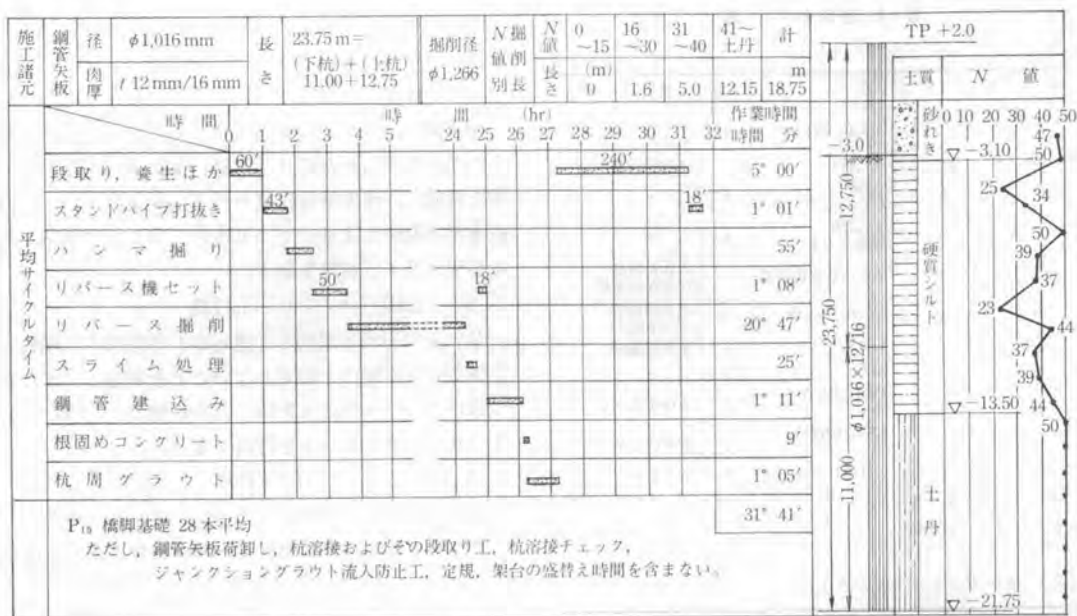 施工諸元 鋼管矢板 径 φ1,016 mm 長さ 23.75 m= (下杭)+(上杭) 11.00+12.75 掘削径 φ1,266 N値別掘削長 N値 0~15 16~30 31~40 41~土丹 計
肉厚 t 12 mm/16 mm 長さ (m) 0 1.6 5.0 12.15 m 18.75
平均サイクルタイム
時間 時間 (hr) 作業時間
0 1 2 3 4 5 24 25 26 27 28 29 30 31 32 時間 分
段取り, 養生ほか 60′ 240′ 5° 00′
スタンドパイプ打抜き 43′ 18′ 1° 01′
ハンマ掘り 55′
リバース機セット 50′ 18′ 1° 08′
リバース掘削 20° 47′
スライム処理 25′
鋼管建込み 1° 11′
根固めコンクリート 9′
杭周グラウト 1° 05′
31° 41′
橋脚基礎 28本平均
ただし, 鋼管矢板荷卸し, 杭溶接およびその段取り工, 杭溶接チェック,
ジャンクショングラウト流入防止工, 定規, 架台の盛替え時間を含まない。
TP +2.0
土質 N 値
0 10 20 30 40 50
砂れき
47
-3.0
-3.10
50
12,750
25
34
50
39
硬質シルト
37
23
23,750
φ1,016×12/16
44
37
39
44
-13.50
50
11,000
土丹
-21.75